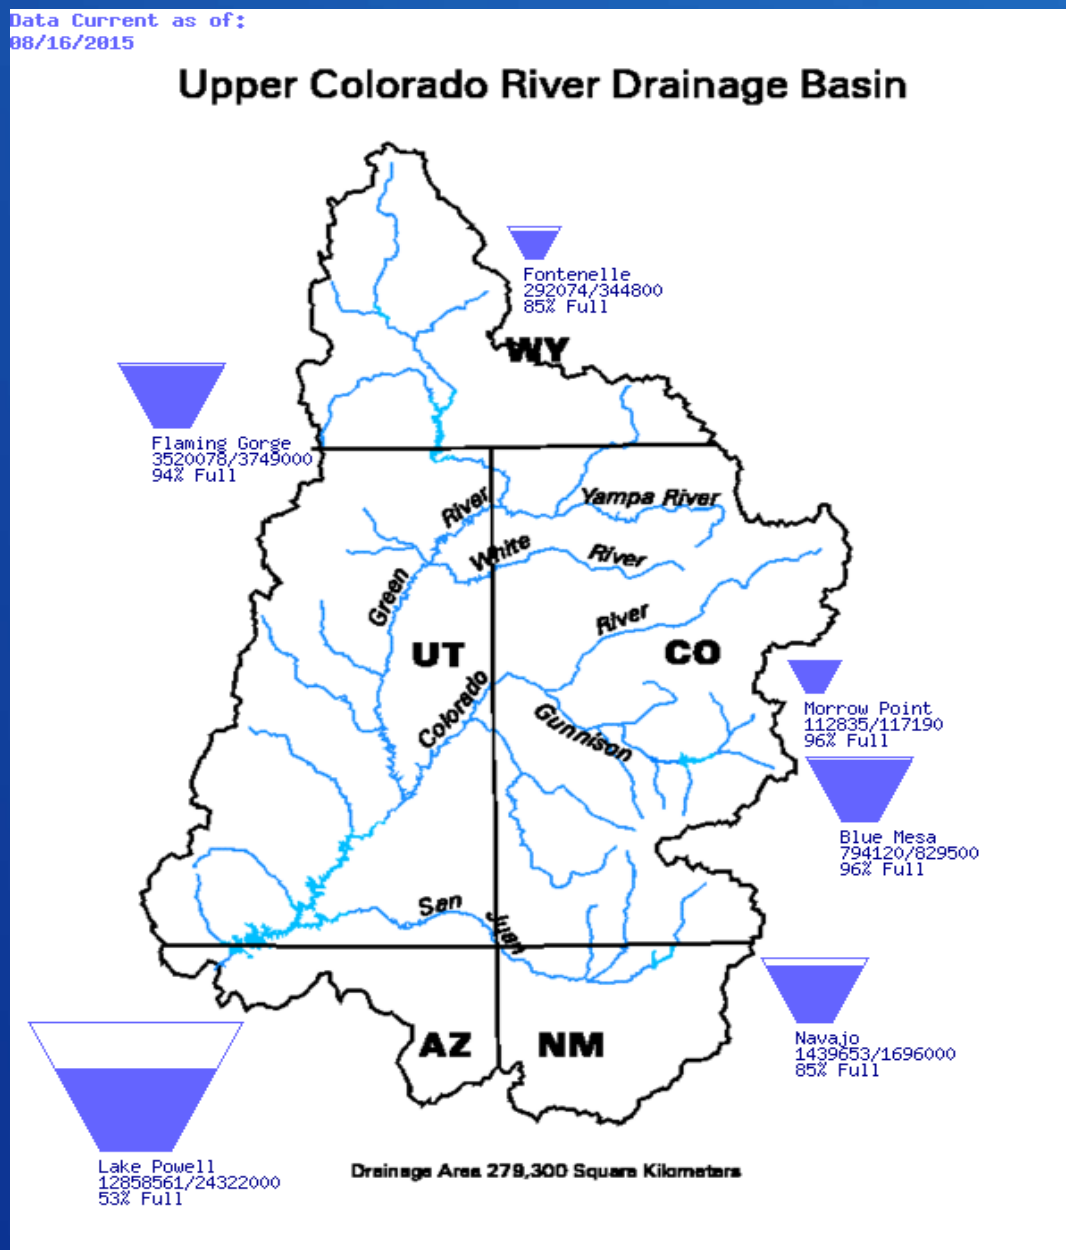 Data Current as of:
08/16/2015
Upper Colorado River Drainage Basin
Fontenelle
292074/344800
85% Full
WY
Flaming Gorge
3520078/3749000
94% Full
Yampa River
Green River
White River
Colorado River
UT
CO
Gunnison
Morrow Point
112835/117190
96% Full
Blue Mesa
794120/829500
96% Full
San Juan
Navajo
1439653/1696000
85% Full
AZ
NM
Lake Powell
12858561/24322000
53% Full
Drainage Area 279,300 Square Kilometers